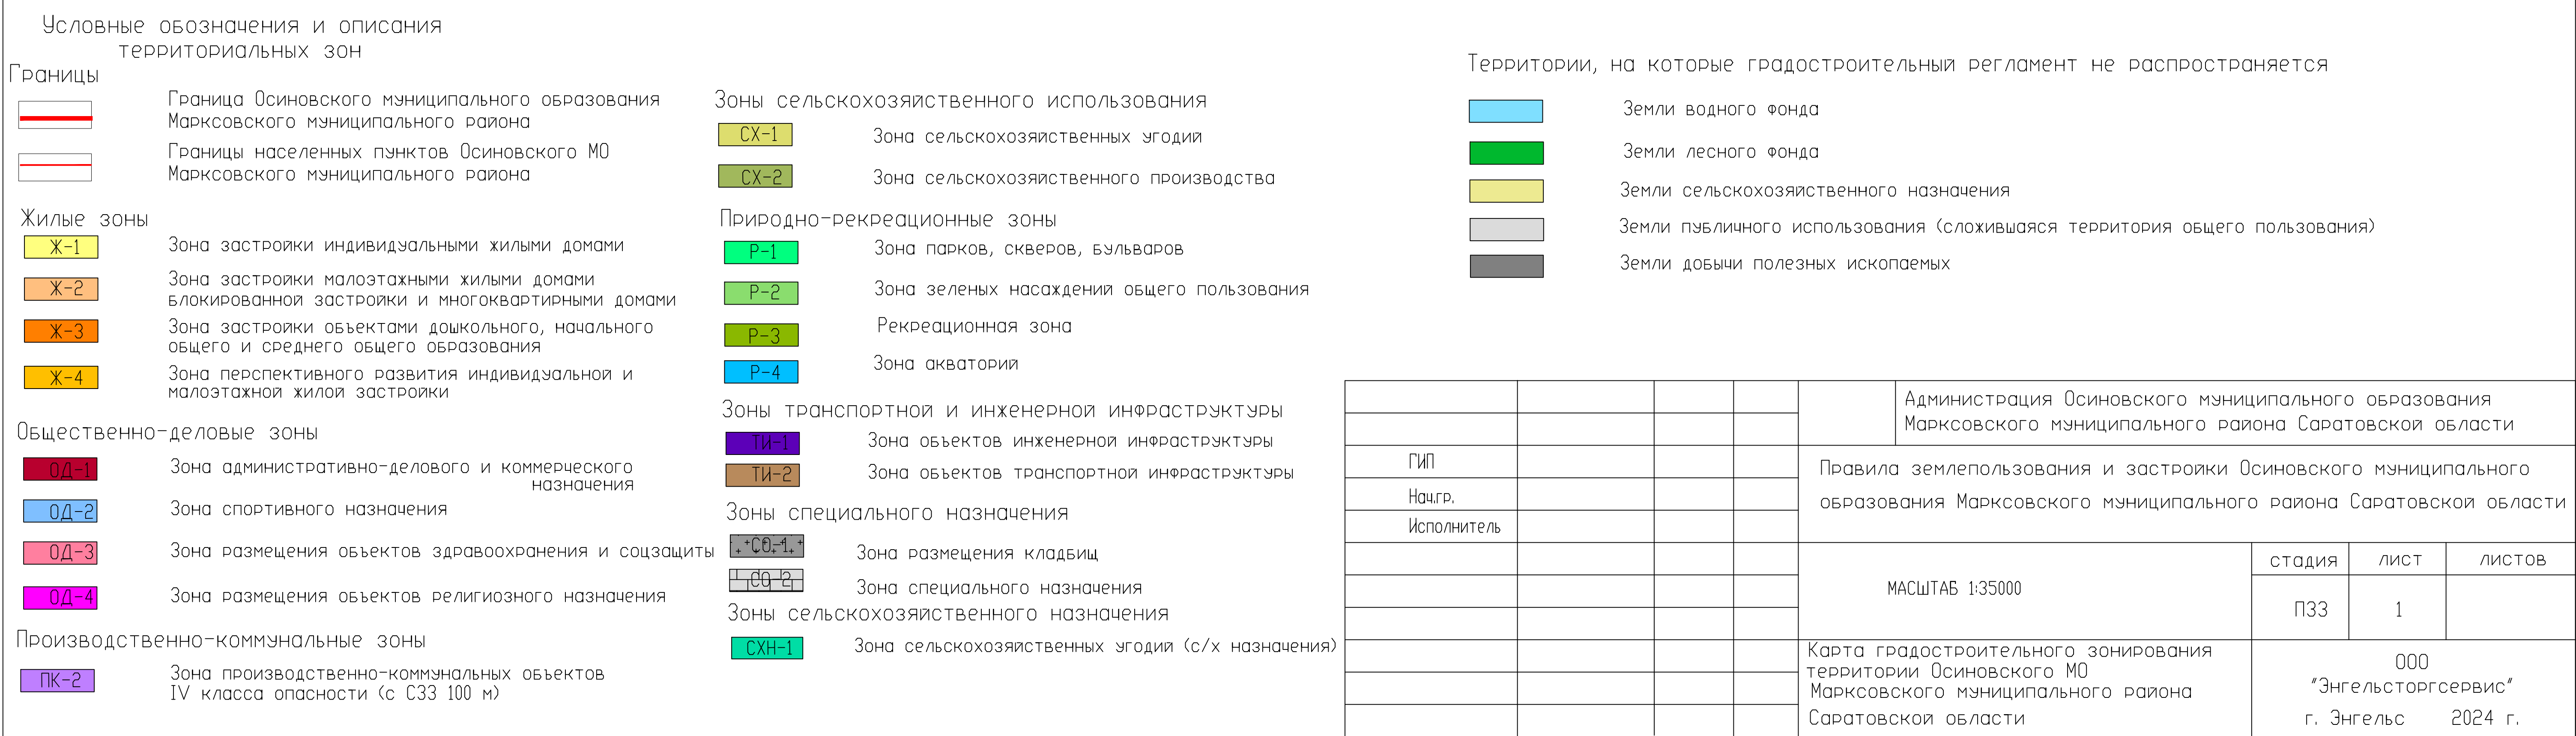 Условные обозначения и описания
территориальных зон
Границы
Граница Осиновского муниципального образования
Марксовского муниципального района
Границы населенных пунктов Осиновского МО
Марксовского муниципального района
Жилые зоны
Ж-1 Зона застройки индивидуальными жилыми домами
Ж-2 Зона застройки малоэтажными жилыми домами
блокированной застройки и многоквартирными домами
Ж-3 Зона застройки объектами дошкольного, начального
общего и среднего общего образования
Ж-4 Зона перспективного развития индивидуальной и
малоэтажной жилой застройки
Общественно-деловые зоны
ОД-1 Зона административно-делового и коммерческого
назначения
ОД-2 Зона спортивного назначения
ОД-3 Зона размещения объектов здравоохранения и соцзащиты
ОД-4 Зона размещения объектов религиозного назначения
Производственно-коммунальные зоны
ПК-2 Зона производственно-коммунальных объектов
IV класса опасности (с СЗЗ 100 м)
Зоны сельскохозяйственного использования
СХ-1 Зона сельскохозяйственных угодий
СХ-2 Зона сельскохозяйственного производства
Природно-рекреационные зоны
Р-1 Зона парков, скверов, бульваров
Р-2 Зона зеленых насаждений общего пользования
Р-3 Рекреационная зона
Р-4 Зона акваторий
Зоны транспортной и инженерной инфраструктуры
ТИ-1 Зона объектов инженерной инфраструктуры
ТИ-2 Зона объектов транспортной инфраструктуры
Зоны специального назначения
СО-1 Зона размещения кладбищ
СО-2 Зона специального назначения
Зоны сельскохозяйственного назначения
СХН-1 Зона сельскохозяйственных угодий (с/х назначения)
Территории, на которые градостроительный регламент не распространяется
Земли водного фонда
Земли лесного фонда
Земли сельскохозяйственного назначения
Земли публичного использования (сложившаяся территория общего пользования)
Земли добычи полезных ископаемых
Администрация Осиновского муниципального образования
Марксовского муниципального района Саратовской области
ГИП
Нач.гр.
Исполнитель
Правила землепользования и застройки Осиновского муниципального
образования Марксовского муниципального района Саратовской области
МАСШТАБ 1:35000
стадия лист листов
ПЗЗ 1
Карта градостроительного зонирования
территории Осиновского МО
Марксовского муниципального района
Саратовской области
ООО
"Энгельсторгсервис"
г. Энгельс 2024 г.